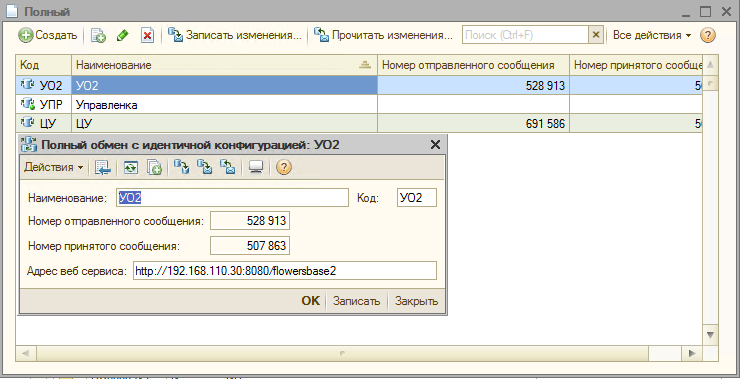 Полный
Создать Записать изменения... Прочитать изменения... Поиск (Ctrl+F) Все действия
Код Наименование Номер отправленного сообщения Номер принятого сообще
УО2 УО2 528 913 50
УПР Управленка
ЦУ ЦУ 691 586 50
Полный обмен с идентичной конфигурацией: УО2
Действия
Наименование: УО2 Код: УО2
Номер отправленного сообщения: 528 913
Номер принятого сообщения: 507 863
Адрес веб сервиса: http://192.168.110.30:8080/flowersbase2
OK Записать Закрыть